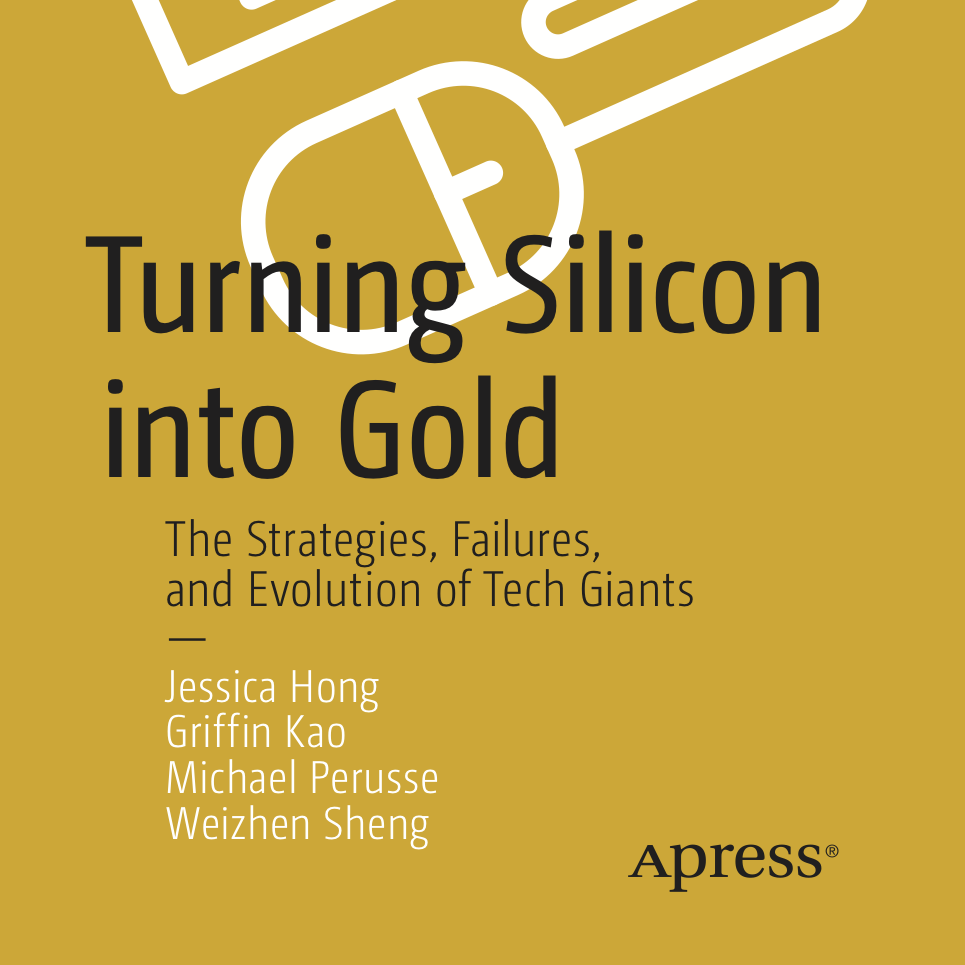 Turning Silicon
into Gold
The Strategies, Failures,
and Evolution of Tech Giants
—
Jessica Hong
Griffin Kao
Michael Perusse
Weizhen Sheng
Apress®